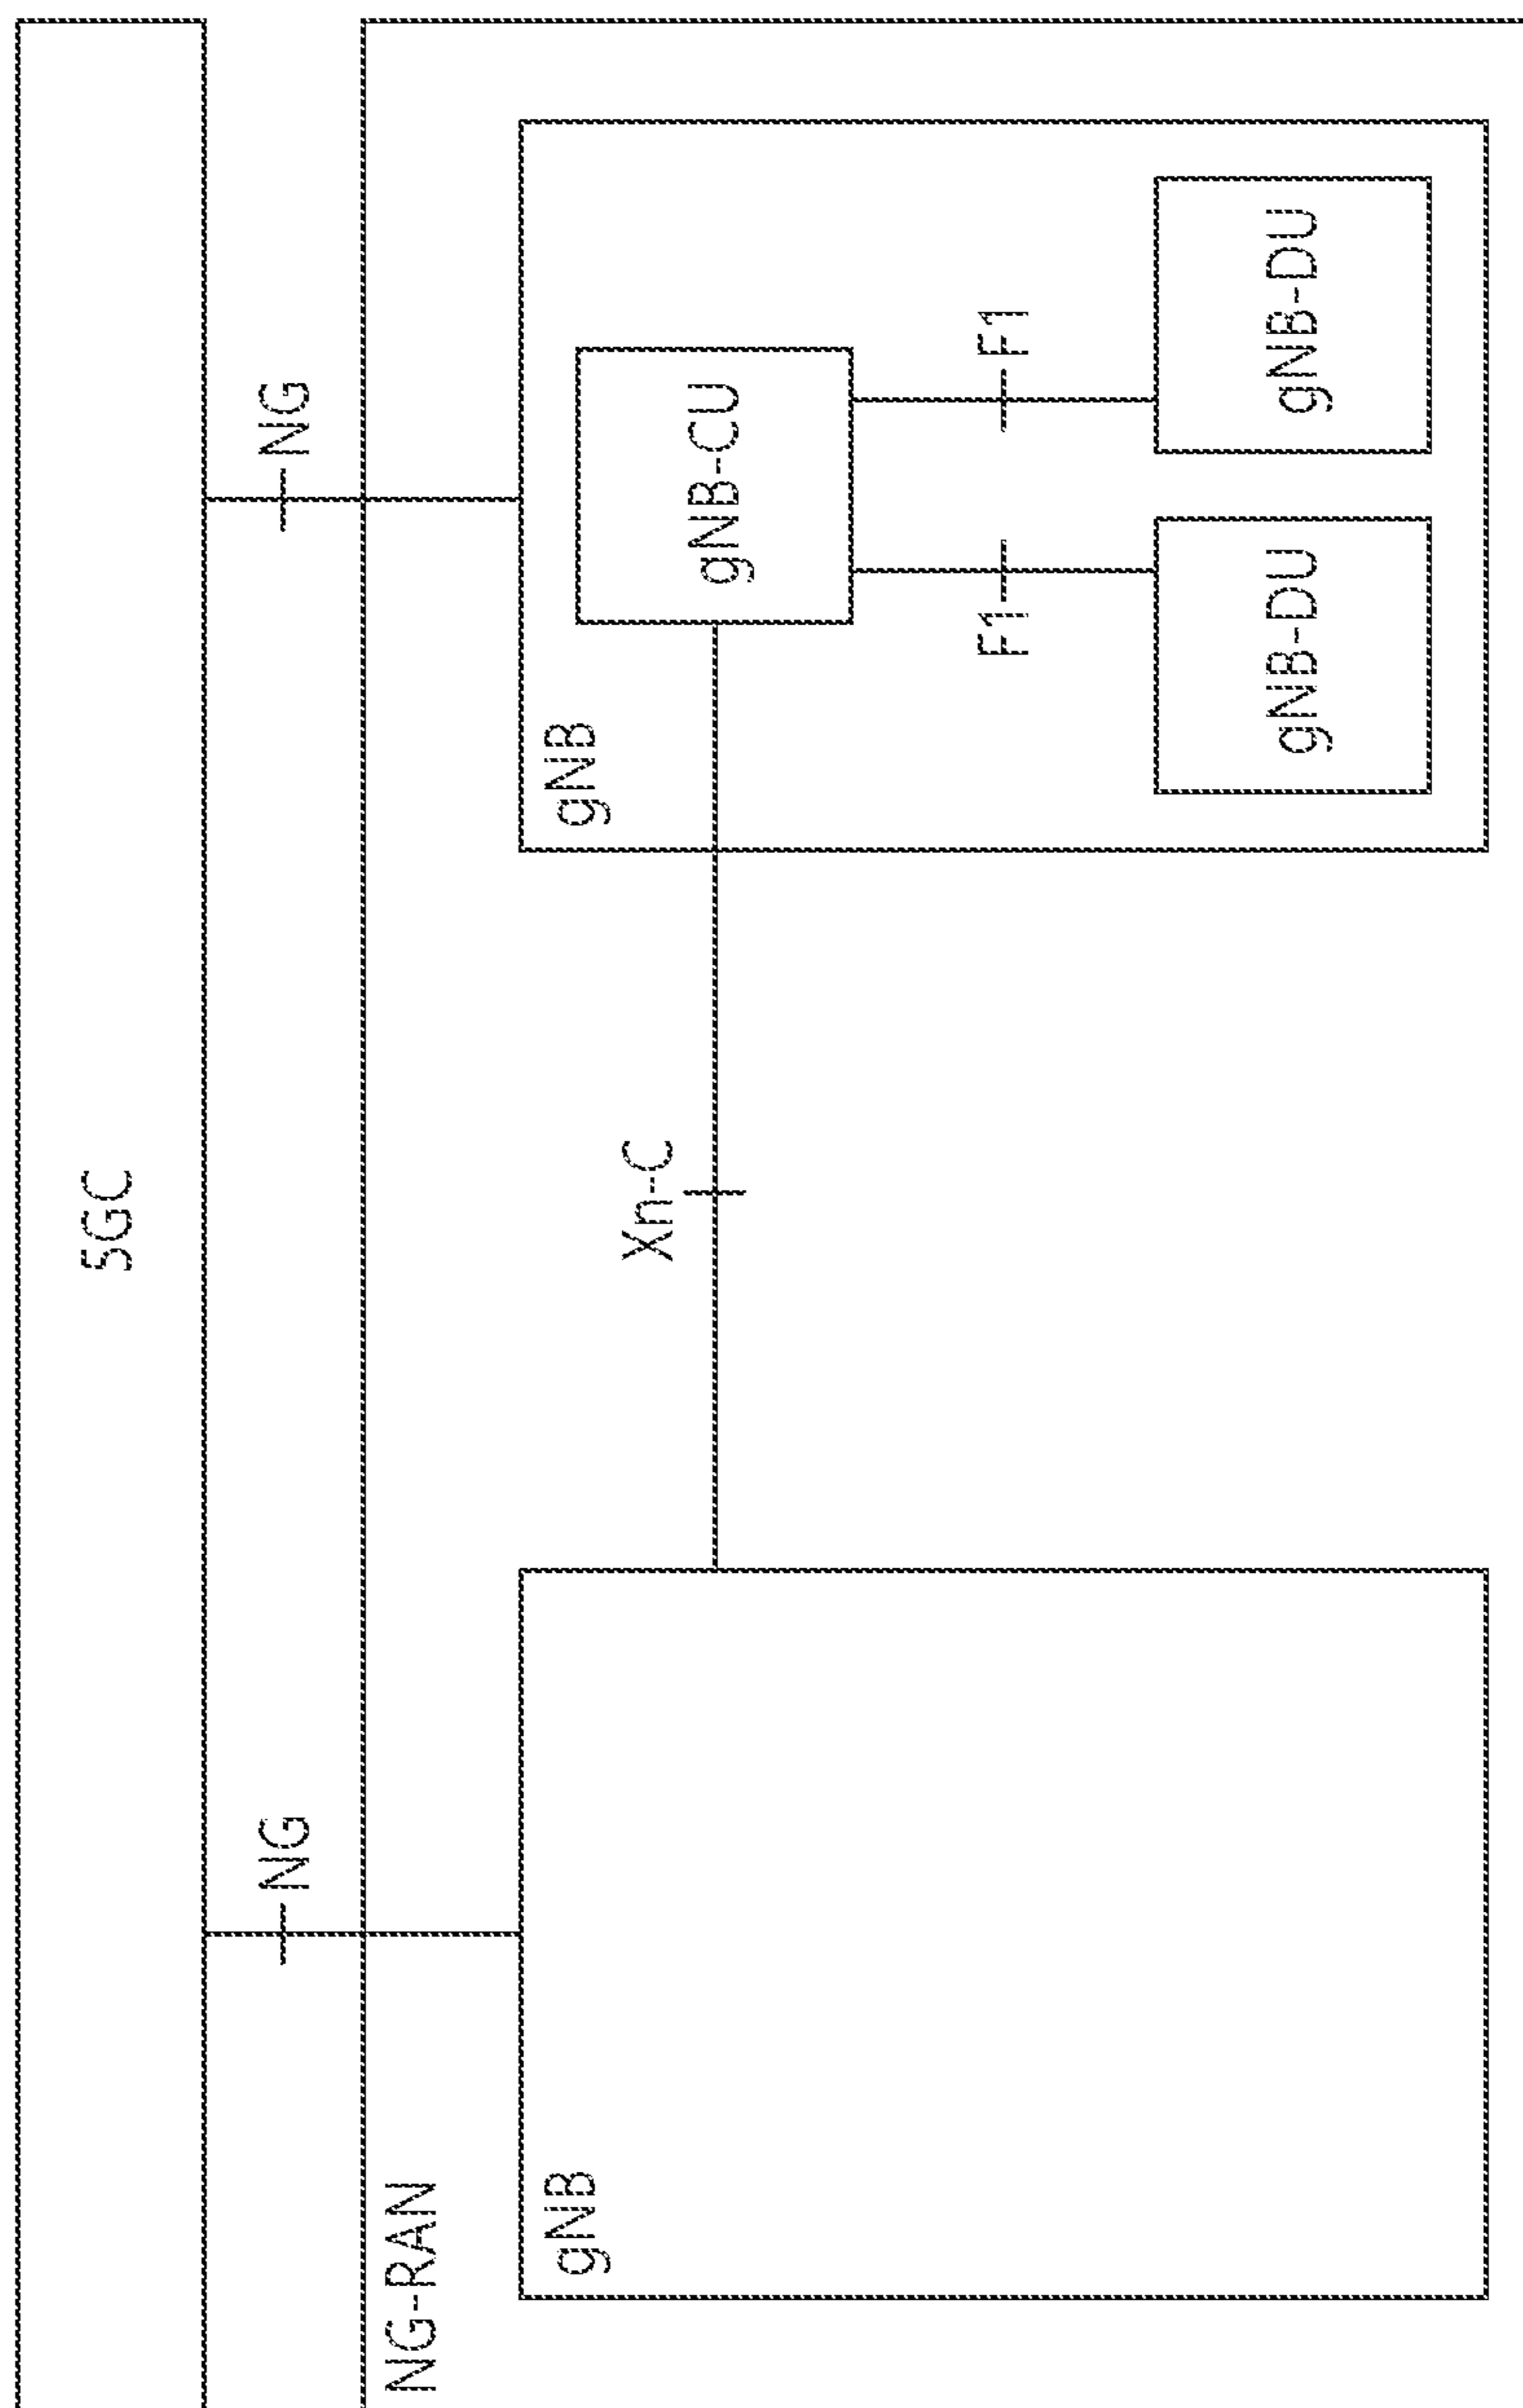 5GC
NG
NG
NG-RAN
gNB
gNB
Xn-C
gNB-CU
F1
F1
gNB-DU
gNB-DU